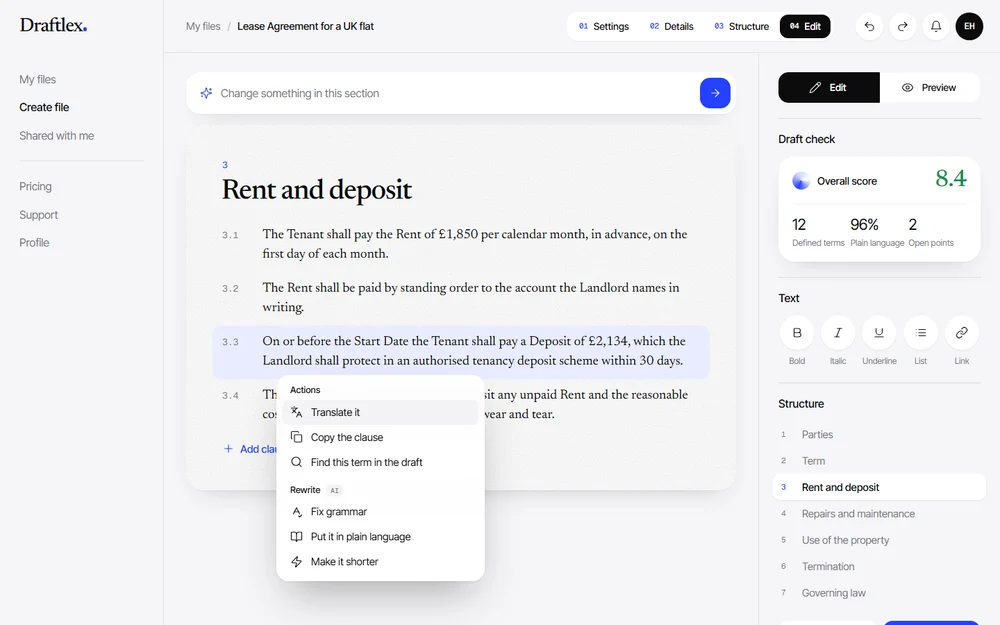 Draftlex.
My files
Create file
Shared with me
Pricing
Support
Profile
My files / Lease Agreement for a UK flat
01 Settings
02 Details
03 Structure
04 Edit
EH
Change something in this section
3
Rent and deposit
3.1 The Tenant shall pay the Rent of £1,850 per calendar month, in advance, on the
first day of each month.
3.2 The Rent shall be paid by standing order to the account the Landlord names in
writing.
3.3 On or before the Start Date the Tenant shall pay a Deposit of £2,134, which the
Landlord shall protect in an authorised tenancy deposit scheme within 30 days.
3.4 any unpaid Rent and the reasonable
wear and tear.
+ Add
Actions
Translate it
Copy the clause
Find this term in the draft
Rewrite AI
Fix grammar
Put it in plain language
Make it shorter
Edit
Preview
Draft check
Overall score 8.4
12 96% 2
Defined terms Plain language Open points
Text
B I U
Bold Italic Underline List Link
Structure
1 Parties
2 Term
3 Rent and deposit
4 Repairs and maintenance
5 Use of the property
6 Termination
7 Governing law